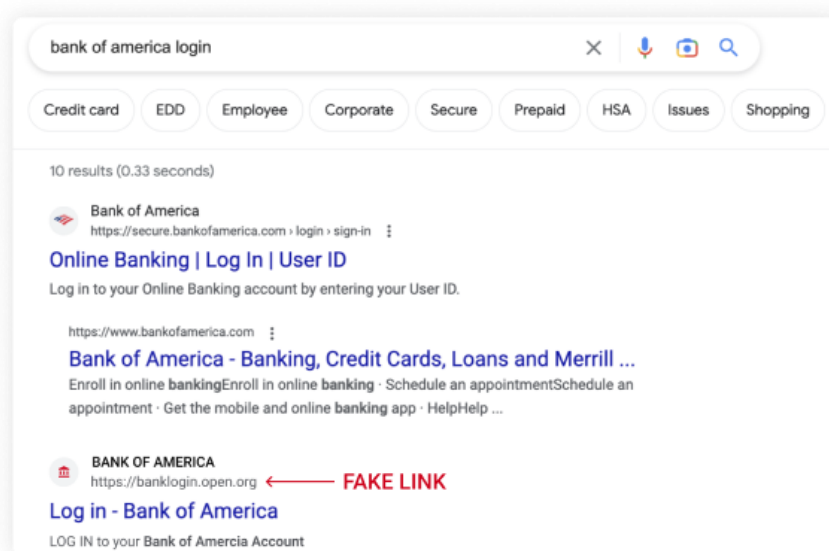 bank of america login
Credit card EDD Employee Corporate Secure Prepaid HSA Issues Shopping
10 results (0.33 seconds)
Bank of America
https://secure.bankofamerica.com › login › sign-in
Online Banking | Log In | User ID
Log in to your Online Banking account by entering your User ID.
https://www.bankofamerica.com
Bank of America - Banking, Credit Cards, Loans and Merrill ...
Enroll in online bankingEnroll in online banking · Schedule an appointmentSchedule an
appointment · Get the mobile and online banking app · HelpHelp ...
BANK OF AMERICA
https://banklogin.open.org FAKE LINK
Log in - Bank of America
LOG IN to your Bank of Amercia Account